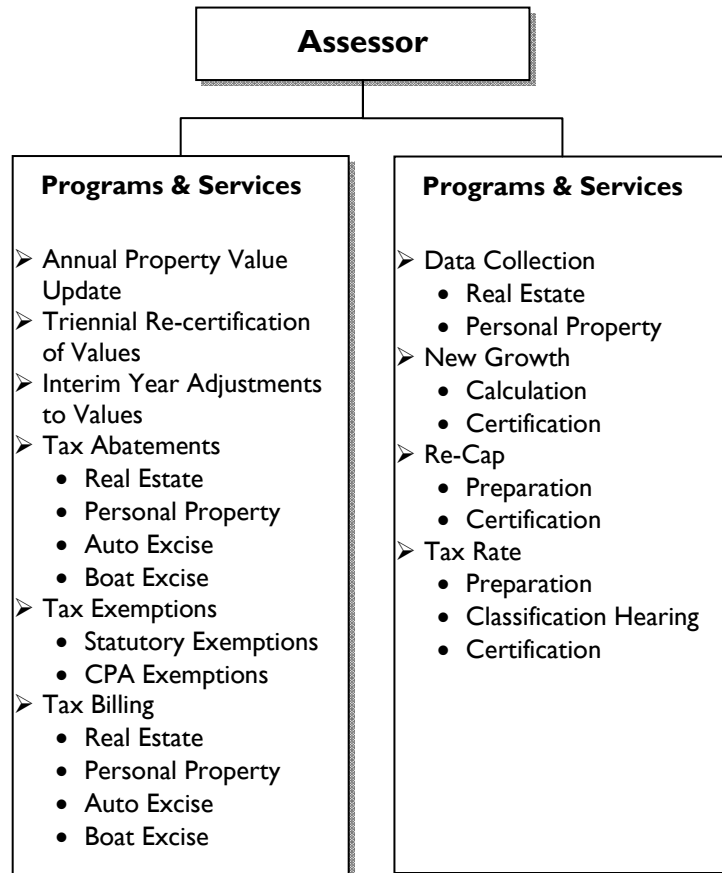 Assessor
Programs & Services
➢ Annual Property Value
Update
➢ Triennial Re-certification
of Values
➢ Interim Year Adjustments
to Values
➢ Tax Abatements
• Real Estate
• Personal Property
• Auto Excise
• Boat Excise
➢ Tax Exemptions
• Statutory Exemptions
• CPA Exemptions
➢ Tax Billing
• Real Estate
• Personal Property
• Auto Excise
• Boat Excise
Programs & Services
➢ Data Collection
• Real Estate
• Personal Property
➢ New Growth
• Calculation
• Certification
➢ Re-Cap
• Preparation
• Certification
➢ Tax Rate
• Preparation
• Classification Hearing
• Certification